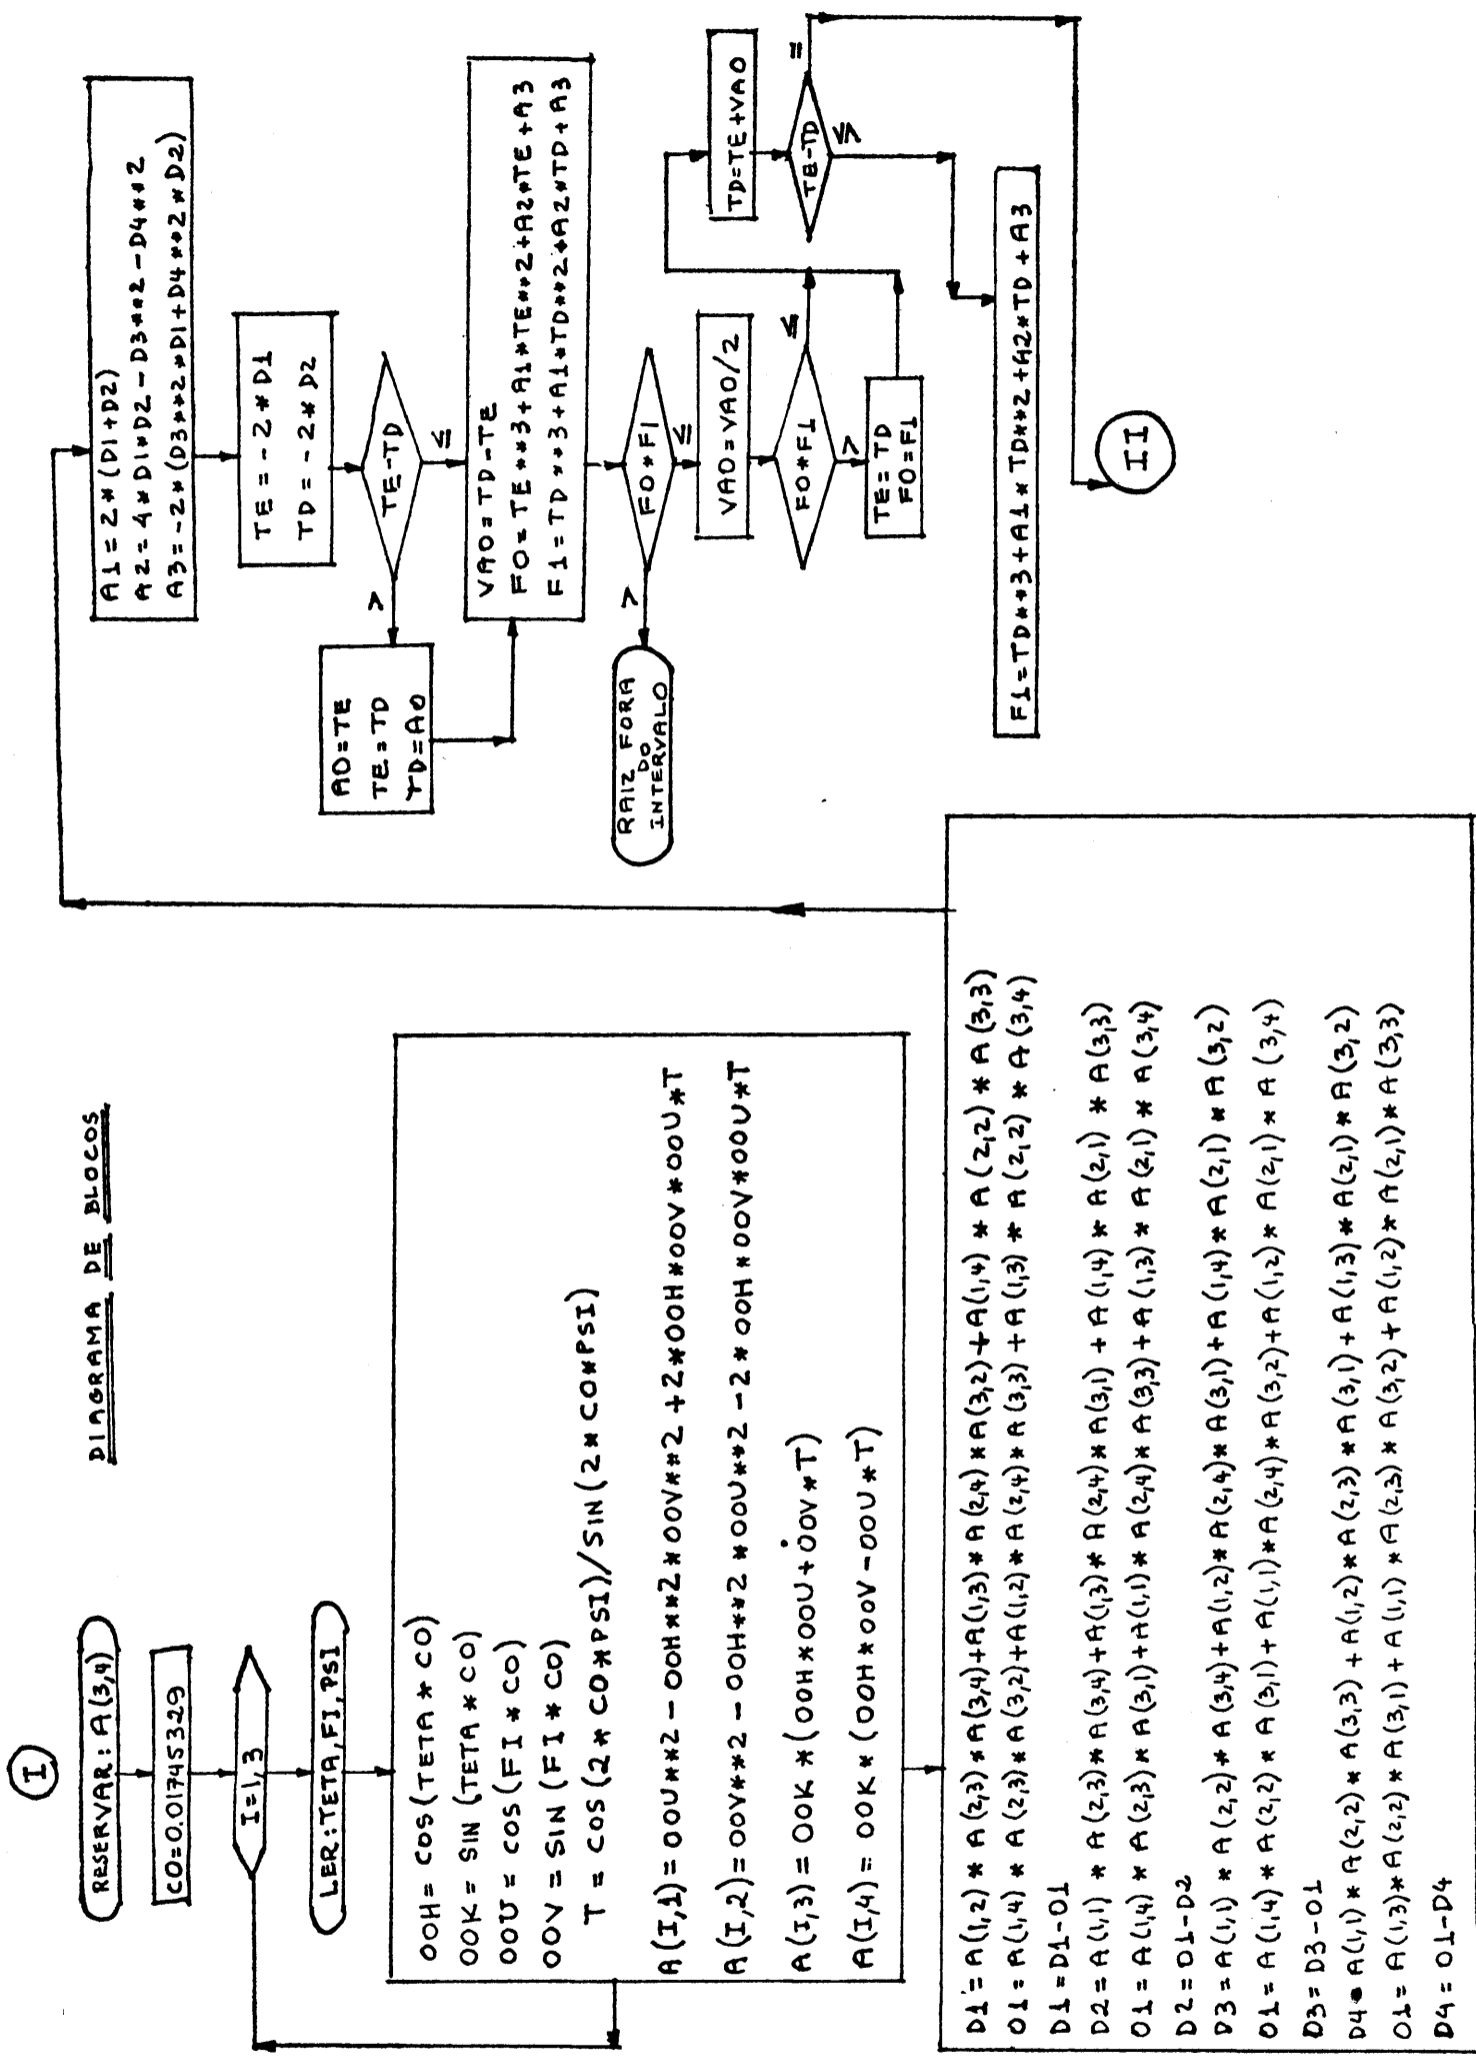 DIAGRAMA DE BLOCOS
I
RESERVAR: A(3,4)
CO=0.01745329
I=1,3
LER: TETA, FI, PSI
OOH = COS(TETA * CO)
OOK = SIN (TETA * CO)
OOU = COS (FI * CO)
OOV = SIN (FI * CO)
T = COS (2 * CO*PSI)/SIN(2*CO*PSI)
A(I,1) = OOU**2 - OOH**2*OOV**2 +2*OOH*OOV*OOU*T
A(I,2)=OOV**2 - OOH**2 *OOU**2 - 2*OOH*OOV*OOU*T
A(I,3) = OOK * (OOH*OOU+OOV*T)
A(I,4) = OOK * (OOH*OOV-OOU*T)
D1 = A(1,2) * A(2,3)*A(3,4)+A(1,3)*A(2,4)*A(3,2)+A(1,4) * A(2,2) * A(3,3)
O1 = A(1,4) * A(2,3)*A(3,2)+A(1,2)*A(2,4)*A(3,3)+A(1,3) * A(2,2) * A(3,4)
D1=D1-O1
D2=A(1,1) * A(2,3)*A(3,4)+A(1,3)*A(2,4)*A(3,1)+A(1,4)*A(2,1) * A(3,3)
O1=A(1,4) * A(2,3)*A(3,1)+A(1,1)*A(2,4)*A(3,3)+A(1,3)*A(2,1)*A(3,4)
D2=O1-D2
D3=A(1,1) * A(2,2)*A(3,4)+A(1,2)*A(2,4)*A(3,1)+A(1,4)*A(2,1)*A(3,2)
O1=A(1,4)*A(2,2)*A(3,1)+A(1,1)*A(2,4)*A(3,2)+A(1,2)*A(2,1)*A(3,4)
D3=D3-O1
D4=A(1,1)*A(2,2)*A(3,3)+A(1,2)*A(2,3)*A(3,1)+A(1,3)*A(2,1)*A(3,2)
O1=A(1,3)*A(2,2)*A(3,1)+A(1,1)*A(2,3)*A(3,2)+A(1,2)*A(2,1)*A(3,3)
D4=O1-D4
A1=2*(D1+D2)
A2=4*D1*D2-D3**2-D4**2
A3=-2*(D3**2*D1+D4**2*D2)
TE=-2*D1
TD=-2*D2
TE-TD
>
≤
AO=TE
TE=TD
TD=AO
VAO=TD-TE
FO=TE**3+A1*TE**2+A2*TE+A3
F1=TD**3+A1*TD**2+A2*TD+A3
FO*F1
>
≤
RAIZ FORA
DO
INTERVALO
VAO=VAO/2
FO*F1
≤
>
TE=TD
FO=F1
TD=TE+VAO
TE-TD
=
F1=TD**3+A1*TD**2+A2*TD+A3
II